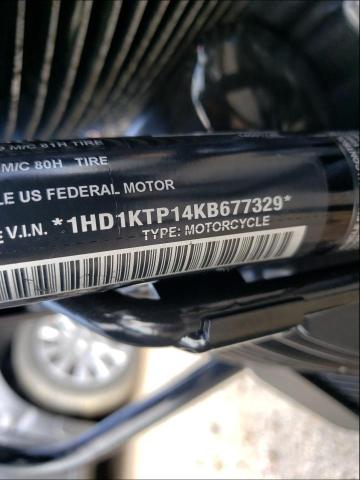 M/C 81H TIRE
M/C 80H TIRE
LE US FEDERAL MOTOR
E V.I.N. *1HD1KTP14KB677329*
TYPE: MOTORCYCLE